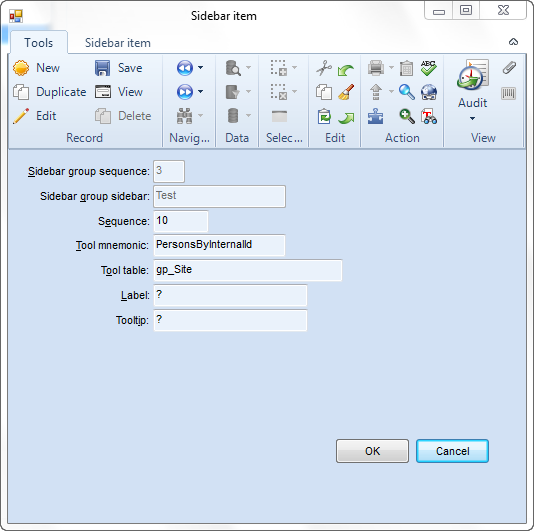 Sidebar item
Tools Sidebar item
New Save
Duplicate View
Edit Delete
Audit
ABC
Record Navig... Data Selec... Edit Action View
Sidebar group sequence: 3
Sidebar group sidebar: Test
Sequence: 10
Tool mnemonic: PersonsByInternalId
Tool table: gp_Site
Label: ?
Tooltip: ?
OK Cancel